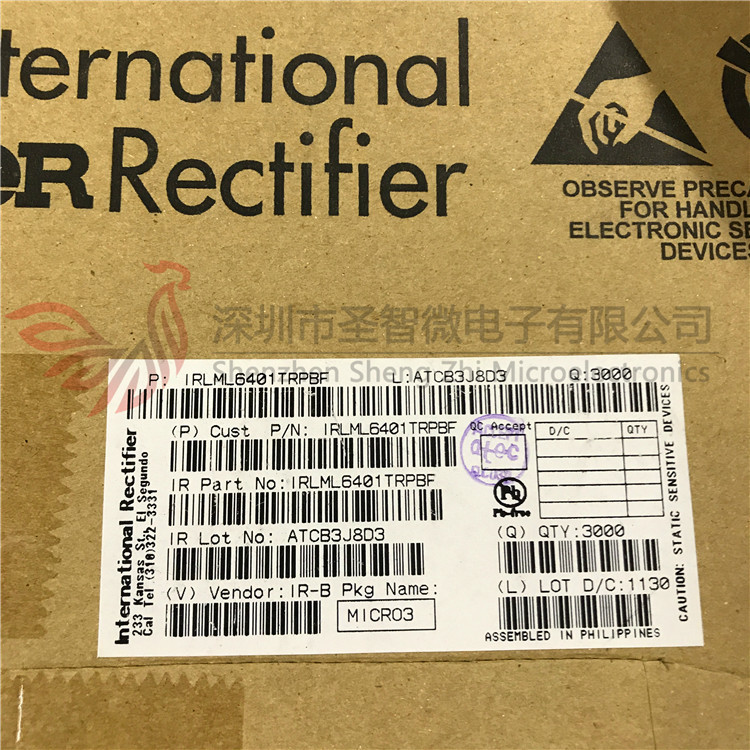 ternational
Rectifier
OBSERVE PRECA
FOR HANDLI
ELECTRONIC SE
DEVICES
深圳市圣智微电子有限公司
Shenzhen Sheng Zhi Microelectronics
P: IRLML6401TRPBF L:ATCB3J8D3 Q:3000
(P) Cust P/N: IRLML6401TRPBF
QC Accept
D/C QTY
IR Part No: IRLML6401TRPBF
Pb-free
IR Lot No: ATCB3J8D3
(Q) QTY:3000
(V) Vendor: IR-B Pkg Name:
MICRO3
(L) LOT D/C:1130
ASSEMBLED IN PHILIPPINES
International Rectifier
233 Kansas St. El Segundo
Cal Tel (310)322-3331
CAUTION: STATIC SENSITIVE DEVICES